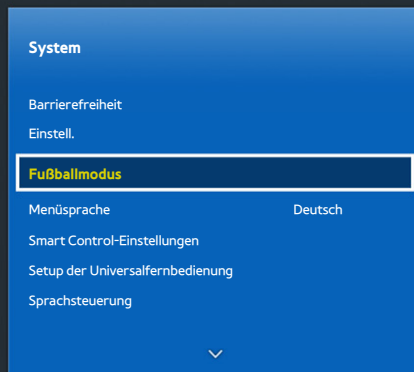 System
Barrierefreiheit
Einstell.
Fußballmodus
Menüsprache Deutsch
Smart Control-Einstellungen
Setup der Universalfernbedienung
Sprachsteuerung